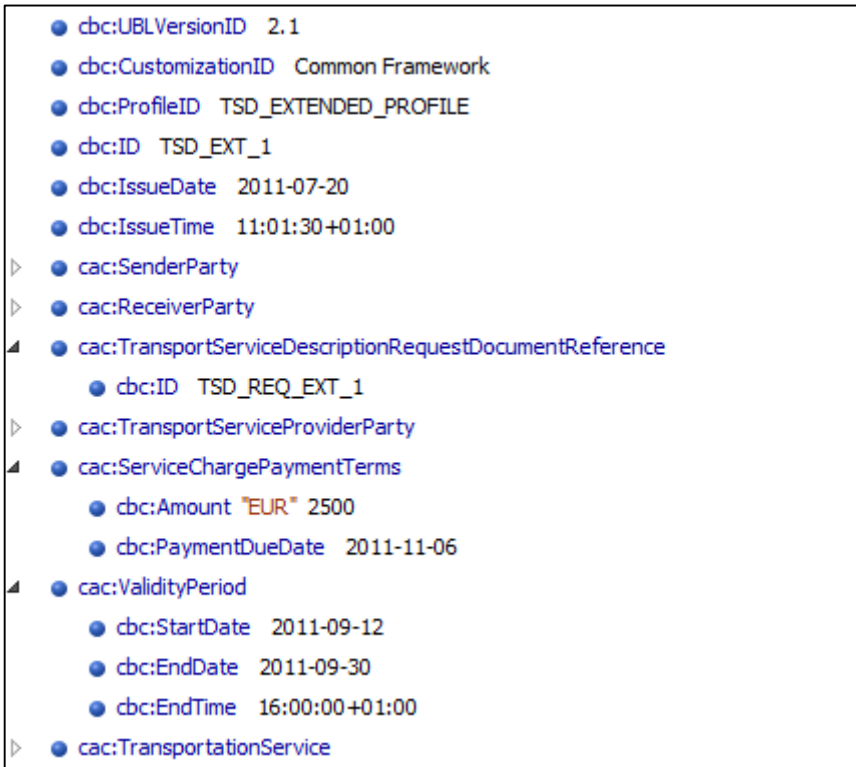 cbc:UBLVersionID 2.1
cbc:CustomizationID Common Framework
cbc:ProfileID TSD_EXTENDED_PROFILE
cbc:ID TSD_EXT_1
cbc:IssueDate 2011-07-20
cbc:IssueTime 11:01:30+01:00
cac:SenderParty
cac:ReceiverParty
cac:TransportServiceDescriptionRequestDocumentReference
cbc:ID TSD_REQ_EXT_1
cac:TransportServiceProviderParty
cac:ServiceChargePaymentTerms
cbc:Amount "EUR" 2500
cbc:PaymentDueDate 2011-11-06
cac:ValidityPeriod
cbc:StartDate 2011-09-12
cbc:EndDate 2011-09-30
cbc:EndTime 16:00:00+01:00
cac:TransportationService